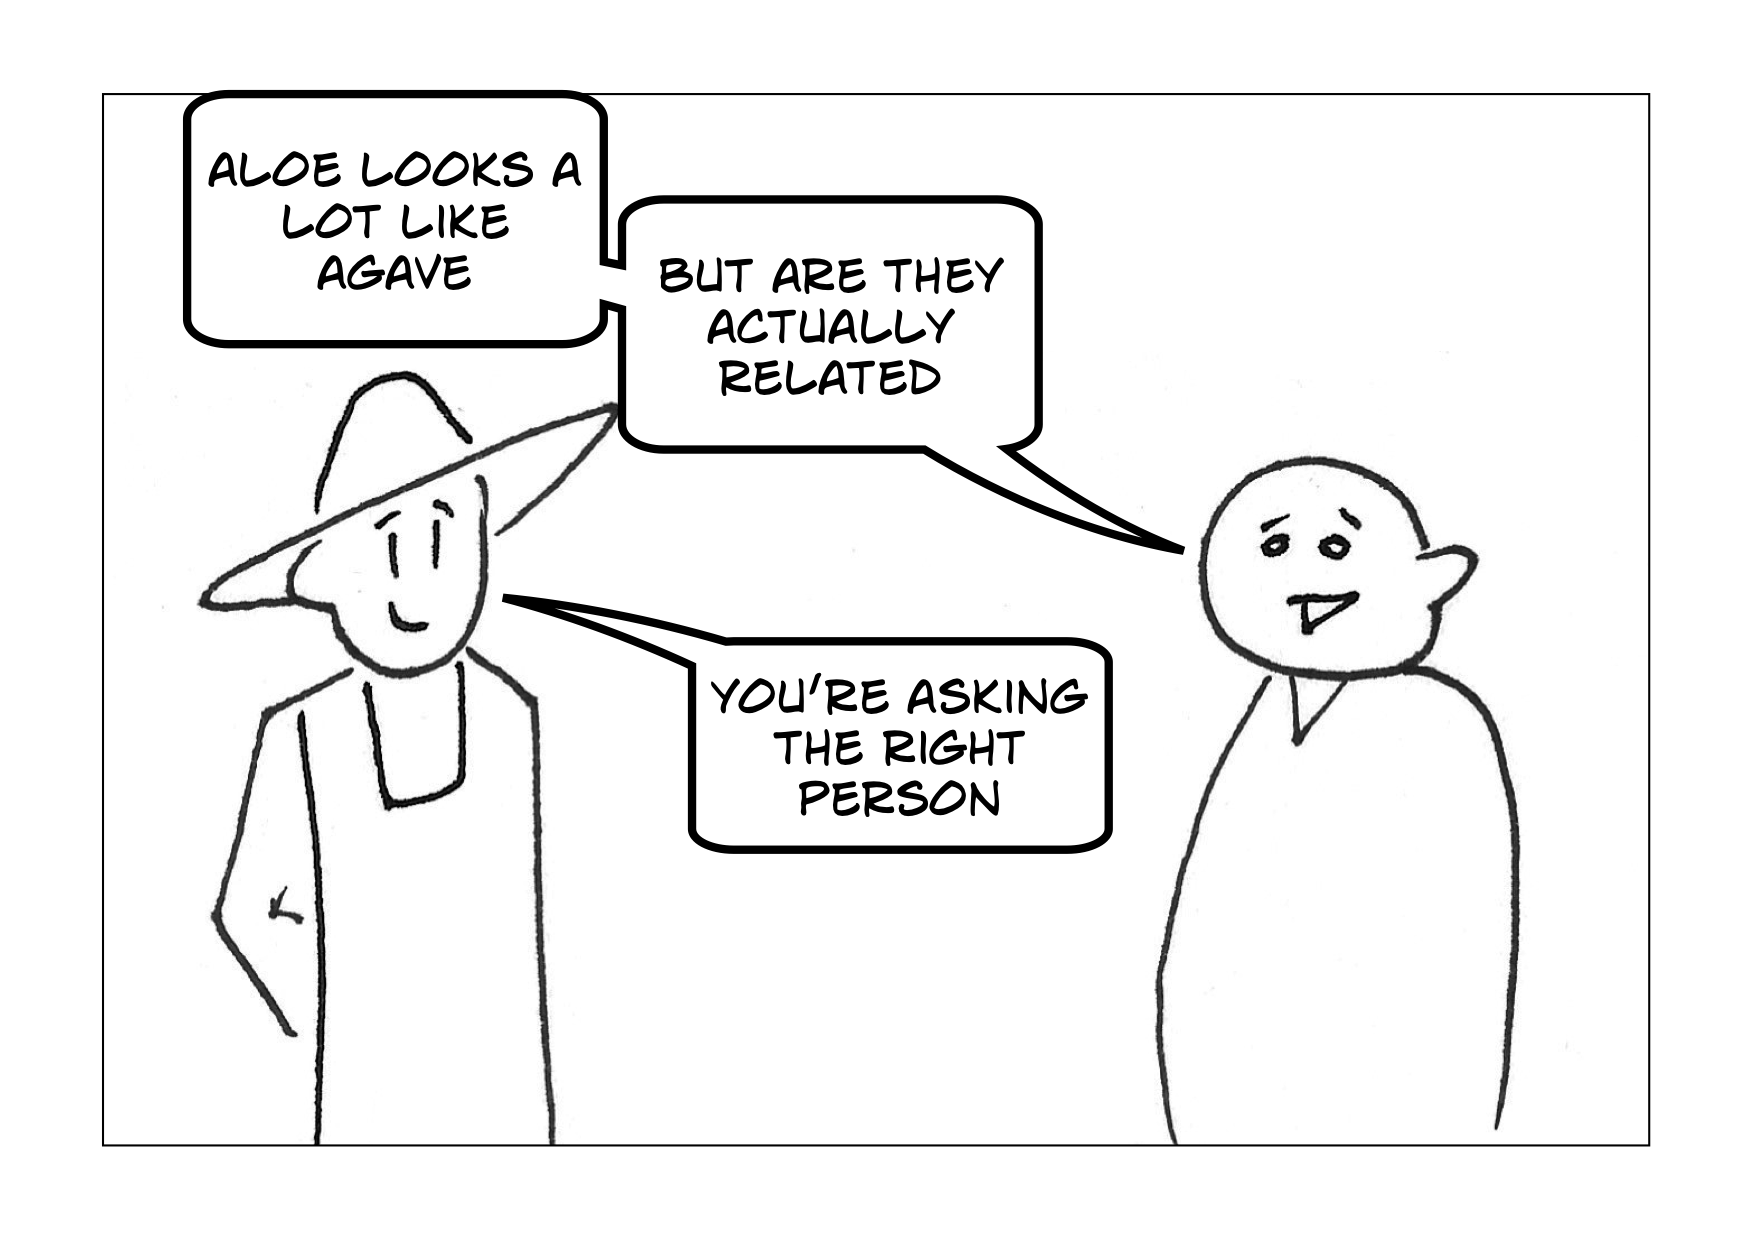 ALOE LOOKS A
LOT LIKE
AGAVE
BUT ARE THEY
ACTUALLY
RELATED
YOU'RE ASKING
THE RIGHT
PERSON